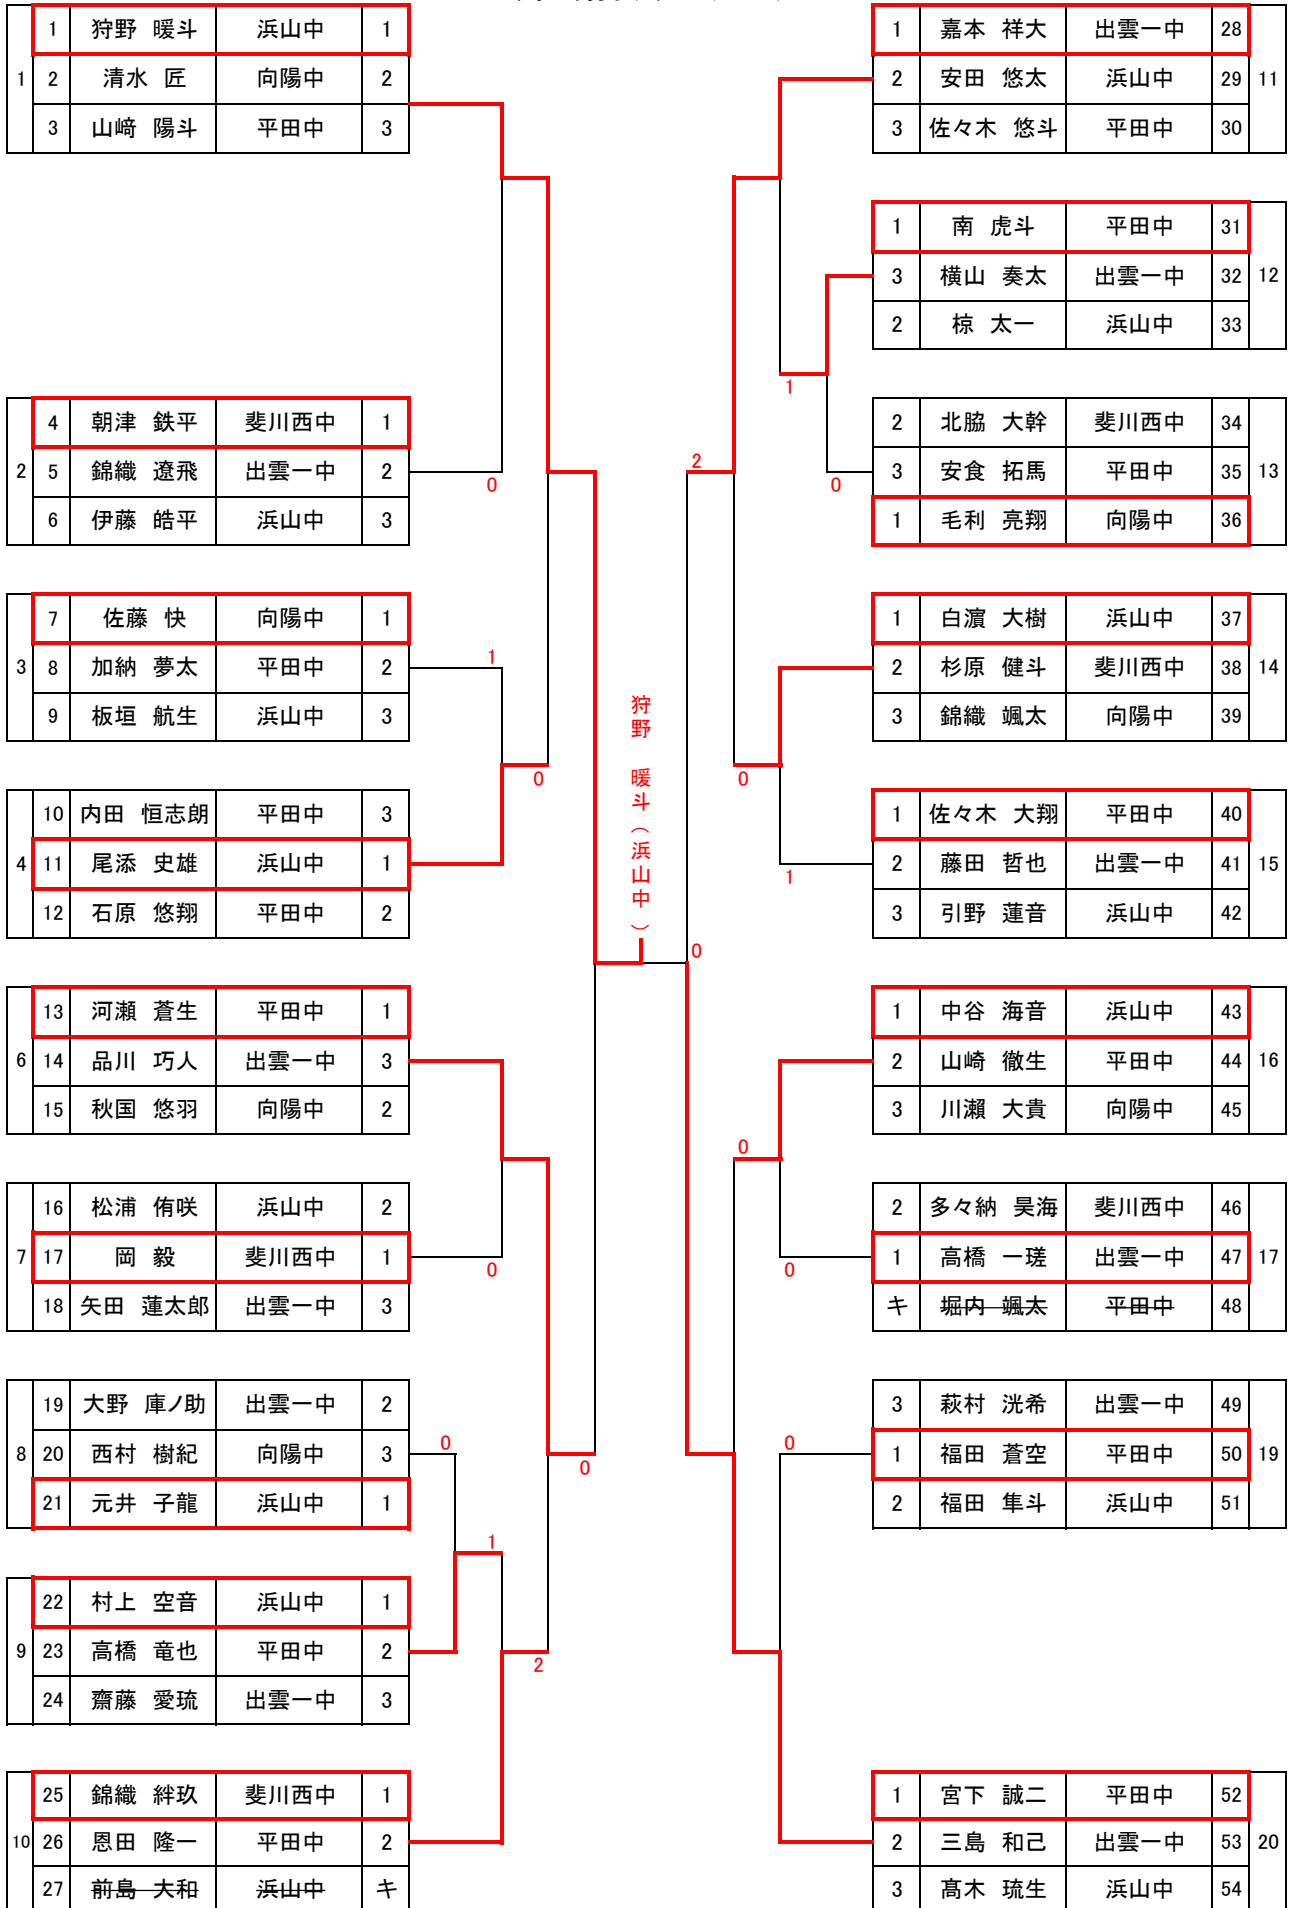 1 狩野 暖斗 浜山中 1
1 2 清水 匠 向陽中 2
3 山﨑 陽斗 平田中 3
4 朝津 鉄平 斐川西中 1
2 5 錦織 遼飛 出雲一中 2
6 伊藤 皓平 浜山中 3
0
7 佐藤 快 向陽中 1
3 8 加納 夢太 平田中 2
9 板垣 航生 浜山中 3
1
0
10 内田 恒志朗 平田中 3
4 11 尾添 史雄 浜山中 1
12 石原 悠翔 平田中 2
13 河瀬 蒼生 平田中 1
6 14 品川 巧人 出雲一中 3
15 秋国 悠羽 向陽中 2
16 松浦 侑咲 浜山中 2
7 17 岡 毅 斐川西中 1
18 矢田 蓮太郎 出雲一中 3
0
19 大野 庫ノ助 出雲一中 2
8 20 西村 樹紀 向陽中 3
21 元井 子龍 浜山中 1
0
0
1
22 村上 空音 浜山中 1
9 23 高橋 竜也 平田中 2
24 齋藤 愛琉 出雲一中 3
2
25 錦織 絆玖 斐川西中 1
10 26 恩田 隆一 平田中 2
27 前島 大和 浜山中 キ
狩野 暖斗(浜山中)
1 嘉本 祥大 出雲一中 28
2 安田 悠太 浜山中 29 11
3 佐々木 悠斗 平田中 30
1 南 虎斗 平田中 31
3 横山 奏太 出雲一中 32 12
2 椋 太一 浜山中 33
1
2 北脇 大幹 斐川西中 34
3 安食 拓馬 平田中 35 13
1 毛利 亮翔 向陽中 36
2
0
1 白濵 大樹 浜山中 37
2 杉原 健斗 斐川西中 38 14
3 錦織 颯太 向陽中 39
0
1 佐々木 大翔 平田中 40
2 藤田 哲也 出雲一中 41 15
3 引野 蓮音 浜山中 42
1
0
1 中谷 海音 浜山中 43
2 山崎 徹生 平田中 44 16
3 川瀬 大貴 向陽中 45
0
2 多々納 昊海 斐川西中 46
1 高橋 一瑳 出雲一中 47 17
キ 堀内 颯太 平田中 48
0
3 萩村 洸希 出雲一中 49
1 福田 蒼空 平田中 50 19
2 福田 隼斗 浜山中 51
0
1 宮下 誠二 平田中 52
2 三島 和己 出雲一中 53 20
3 髙木 琉生 浜山中 54